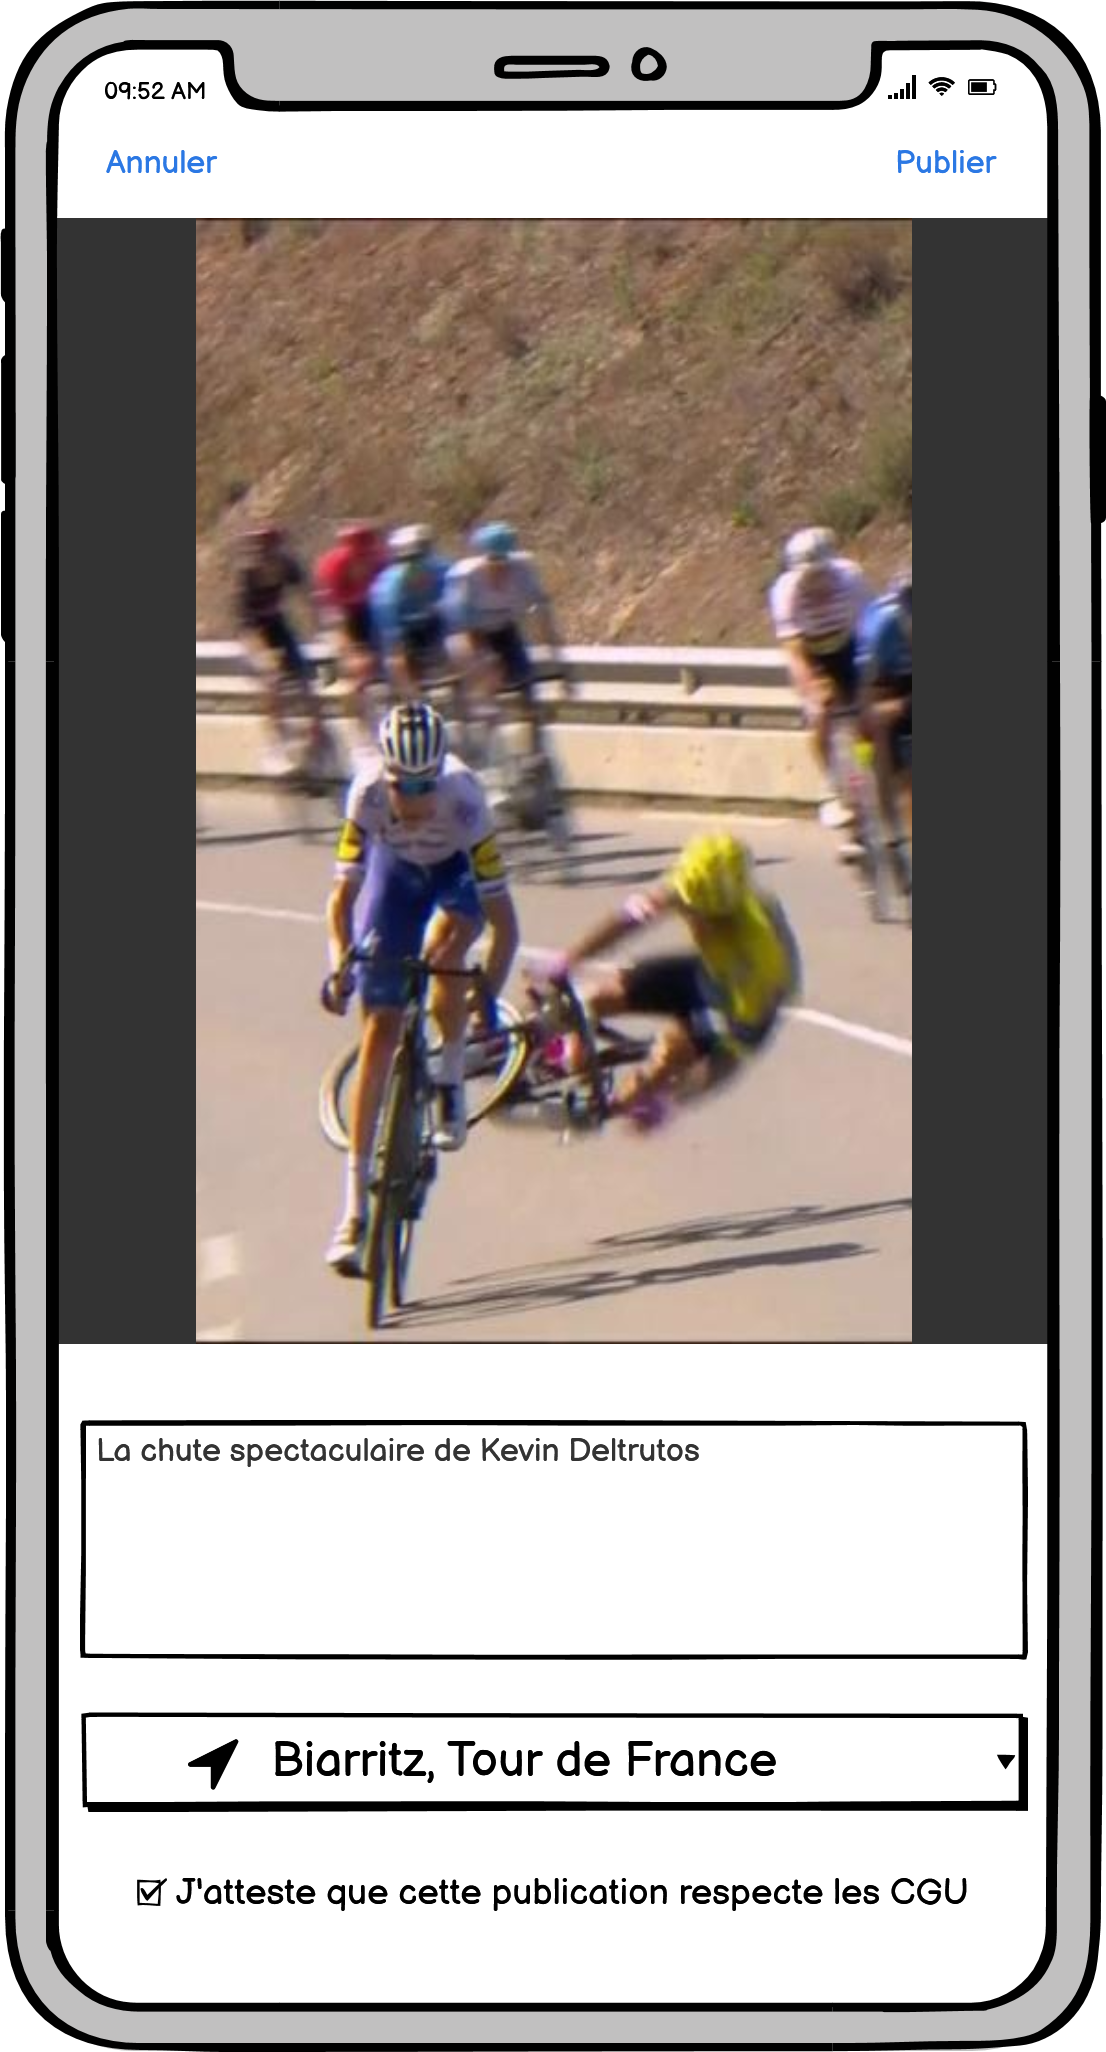 09:52 AM
Annuler
Publier
La chute spectaculaire de Kevin Deltrutos
Biarritz, Tour de France
J'atteste que cette publication respecte les CGU